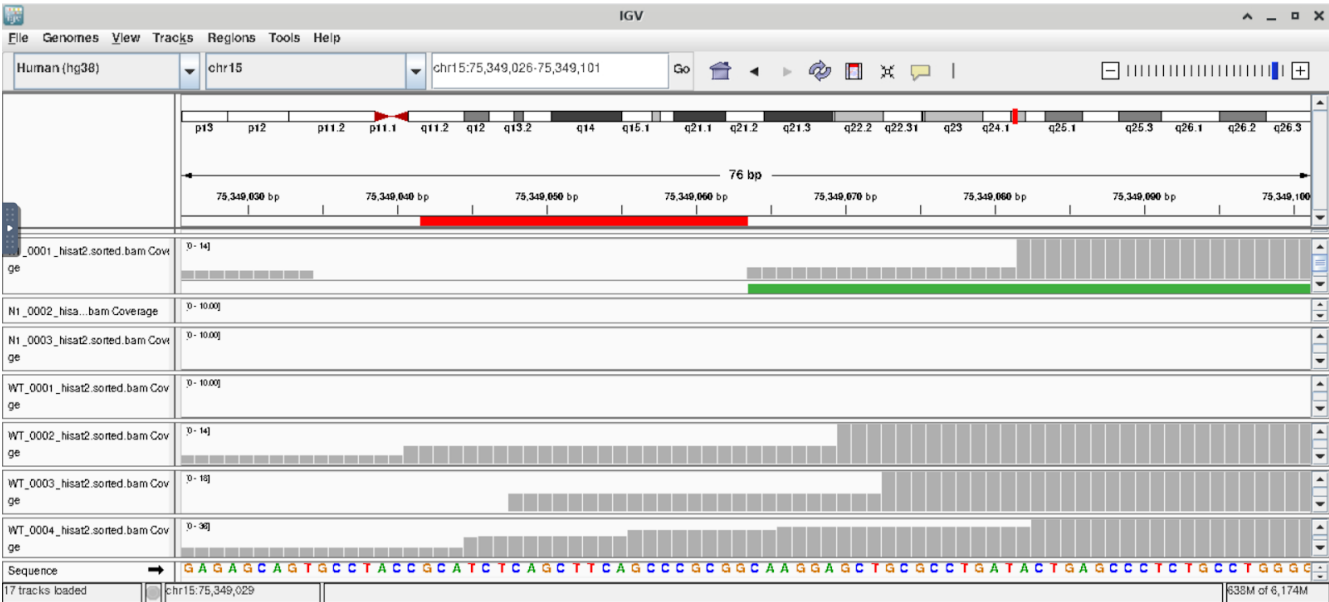 IGV
File Genomes View Tracks Regions Tools Help
Human (hg38) chr15 chr15:75,349,026-75,349,101 Go
p13 p12 p11.2 p11.1 q11.2 q12 q13.2 q14 q15.1 q21.1 q21.2 q21.3 q22.2 q22.31 q23 q24.1 q25.1 q25.3 q26.1 q26.2 q26.3
76 bp
75,349,030 bp 75,349,040 bp 75,349,050 bp 75,349,060 bp 75,349,070 bp 75,349,080 bp 75,349,090 bp 75,349,100
_0001_hisat2.sorted.bam Cove [0 - 14]
ge
N1_0002_hisa...bam Coverage [0 - 10.00]
N1_0003_hisat2.sorted.bam Cove [0 - 10.00]
ge
WT_0001_hisat2.sorted.bam Cov [0 - 10.00]
ge
WT_0002_hisat2.sorted.bam Cov [0 - 14]
ge
WT_0003_hisat2.sorted.bam Cov
ge
WT_0004_hisat2.sorted.bam Cov [0 - 36]
ge
Sequence G A G A G C A G T G C C T A C C G C A T C T C A G C T T C A G C C C G C G G C A A G G A G C T G C G C C T G A T A C T G A G C C C T C T G C C T G G G G
17 tracks loaded chr15:75,349,029 638M of 6,174M